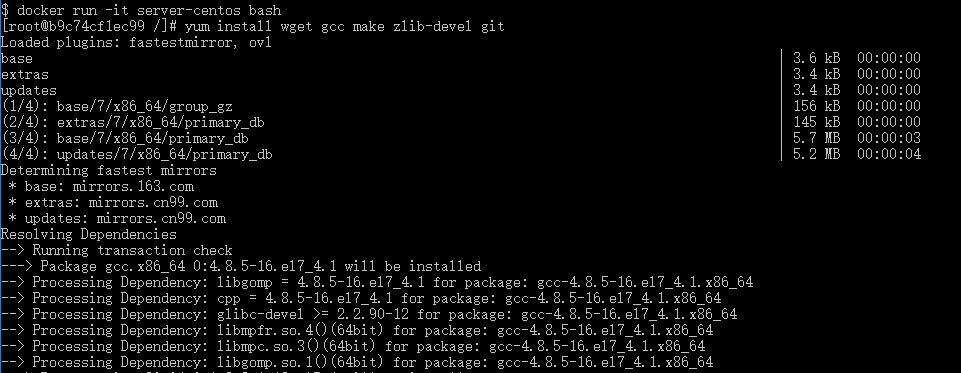 $ docker run -it server-centos bash
[root@b9c74cf1ec99 /]# yum install wget gcc make zlib-devel git
Loaded plugins: fastestmirror, ovl
base | 3.6 kB 00:00:00
extras | 3.4 kB 00:00:00
updates | 3.4 kB 00:00:00
(1/4): base/7/x86_64/group_gz | 156 kB 00:00:00
(2/4): extras/7/x86_64/primary_db | 145 kB 00:00:00
(3/4): base/7/x86_64/primary_db | 5.7 MB 00:00:03
(4/4): updates/7/x86_64/primary_db | 5.2 MB 00:00:04
Determining fastest mirrors
* base: mirrors.163.com
* extras: mirrors.cn99.com
* updates: mirrors.cn99.com
Resolving Dependencies
--> Running transaction check
---> Package gcc.x86_64 0:4.8.5-16.el7_4.1 will be installed
--> Processing Dependency: libgomp = 4.8.5-16.el7_4.1 for package: gcc-4.8.5-16.el7_4.1.x86_64
--> Processing Dependency: cpp = 4.8.5-16.el7_4.1 for package: gcc-4.8.5-16.el7_4.1.x86_64
--> Processing Dependency: glibc-devel >= 2.2.90-12 for package: gcc-4.8.5-16.el7_4.1.x86_64
--> Processing Dependency: libmpfr.so.4()(64bit) for package: gcc-4.8.5-16.el7_4.1.x86_64
--> Processing Dependency: libmpc.so.3()(64bit) for package: gcc-4.8.5-16.el7_4.1.x86_64
--> Processing Dependency: libgomp.so.1()(64bit) for package: gcc-4.8.5-16.el7_4.1.x86_64